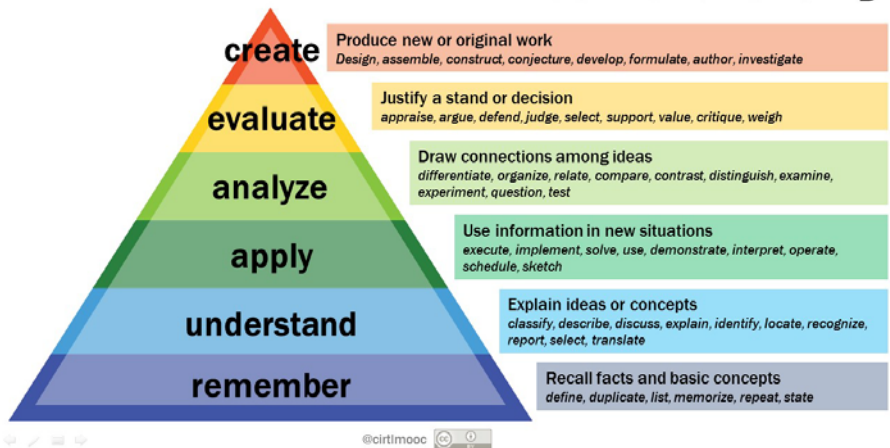 create
Produce new or original work
Design, assemble, construct, conjecture, develop, formulate, author, investigate
evaluate
Justify a stand or decision
appraise, argue, defend, judge, select, support, value, critique, weigh
analyze
Draw connections among ideas
differentiate, organize, relate, compare, contrast, distinguish, examine,
experiment, question, test
apply
Use information in new situations
execute, implement, solve, use, demonstrate, interpret, operate,
schedule, sketch
understand
Explain ideas or concepts
classify, describe, discuss, explain, identify, locate, recognize,
report, select, translate
remember
Recall facts and basic concepts
define, duplicate, list, memorize, repeat, state
@cirtlmooc